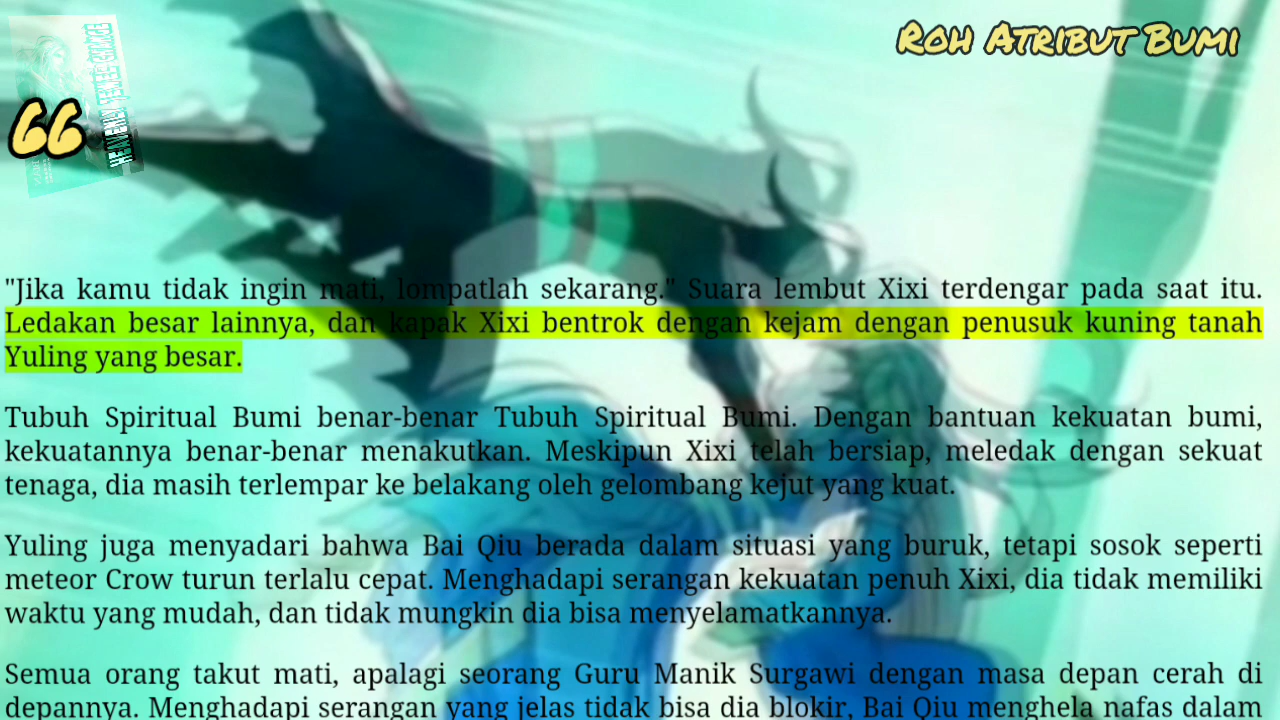 Roh Atribut Bumi
HEAVENLY JEWEL CHANGE
66
"Jika kamu tidak ingin mati, lompatlah sekarang." Suara lembut Xixi terdengar pada saat itu.
Ledakan besar lainnya, dan kapak Xixi bentrok dengan kejam dengan penusuk kuning tanah
Yuling yang besar.
Tubuh Spiritual Bumi benar-benar Tubuh Spiritual Bumi. Dengan bantuan kekuatan bumi,
kekuatannya benar-benar menakutkan. Meskipun Xixi telah bersiap, meledak dengan sekuat
tenaga, dia masih terlempar ke belakang oleh gelombang kejut yang kuat.
Yuling juga menyadari bahwa Bai Qiu berada dalam situasi yang buruk, tetapi sosok seperti
meteor Crow turun terlalu cepat. Menghadapi serangan kekuatan penuh Xixi, dia tidak memiliki
waktu yang mudah, dan tidak mungkin dia bisa menyelamatkannya.
Semua orang takut mati, apalagi seorang Guru Manik Surgawi dengan masa depan cerah di
depannya. Menghadapi serangan yang jelas tidak bisa dia blokir, Bai Qiu menghela nafas dalam